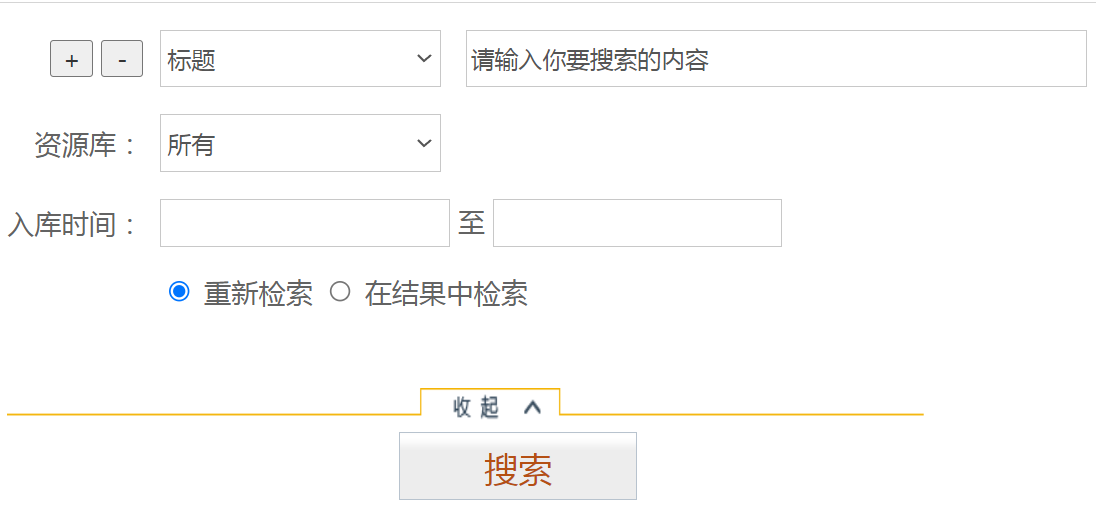 + - 标题 请输入你要搜索的内容
资源库： 所有
入库时间： 至
重新检索 在结果中检索
收起
搜索